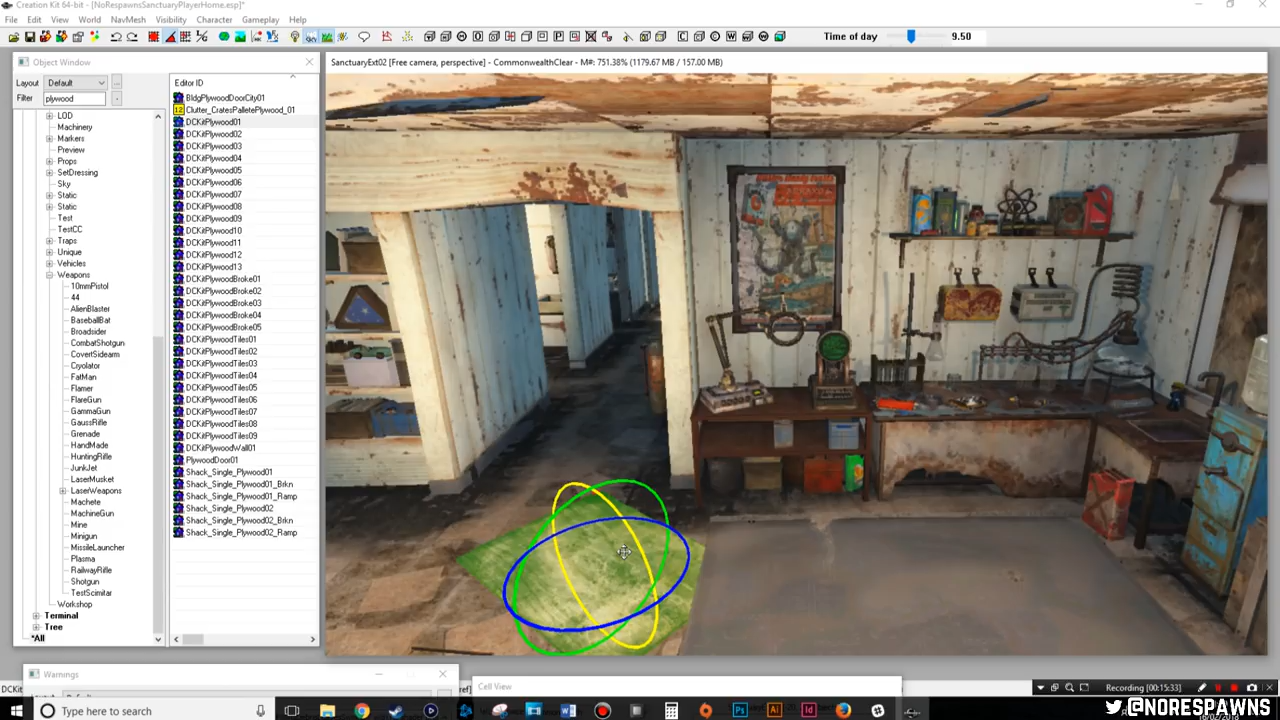 Creation Kit 64-bit - [NoRespawnsSanctuaryPlayerHome.esp]*
File Edit View World NavMesh Visibility Character Gameplay Help
Time of day 9.50
Object Window
SanctuaryExt02 [Free camera, perspective] - CommonwealthClear - M#: 751.38% (1179.67 MB / 157.00 MB)
Layout Default ...
Filter plywood
Editor ID
LOD
Machinery
Markers
Preview
Props
SetDressing
Sky
Static
Static
Test
TestCC
Traps
Unique
Vehicles
Weapons
10mmPistol
44
AlienBlaster
BaseballBat
Broadsider
CombatShotgun
CovertSidearm
Cryolator
FatMan
Flamer
FlareGun
GammaGun
GaussRifle
Grenade
HandMade
HuntingRifle
JunkJet
LaserMusket
LaserWeapons
Machete
MachineGun
Mine
Minigun
MissileLauncher
Plasma
RailwayRifle
Shotgun
TestScimitar
Workshop
Terminal
Tree
*All
BldgPlywoodDoorCity01
Clutter_CratesPalletePlywood_01
DCKitPlywood01
DCKitPlywood02
DCKitPlywood03
DCKitPlywood04
DCKitPlywood05
DCKitPlywood06
DCKitPlywood07
DCKitPlywood08
DCKitPlywood09
DCKitPlywood10
DCKitPlywood11
DCKitPlywood12
DCKitPlywood13
DCKitPlywoodBroke01
DCKitPlywoodBroke02
DCKitPlywoodBroke03
DCKitPlywoodBroke04
DCKitPlywoodBroke05
DCKitPlywoodTiles01
DCKitPlywoodTiles02
DCKitPlywoodTiles03
DCKitPlywoodTiles04
DCKitPlywoodTiles05
DCKitPlywoodTiles06
DCKitPlywoodTiles07
DCKitPlywoodTiles08
DCKitPlywoodTiles09
DCKitPlywoodWall01
PlywoodDoor01
Shack_Single_Plywood01
Shack_Single_Plywood01_Brkn
Shack_Single_Plywood01_Ramp
Shack_Single_Plywood02
Shack_Single_Plywood02_Brkn
Shack_Single_Plywood02_Ramp
Warnings
Cell View
Recording [00:15:33]
Type here to search
@NORESPAWNS